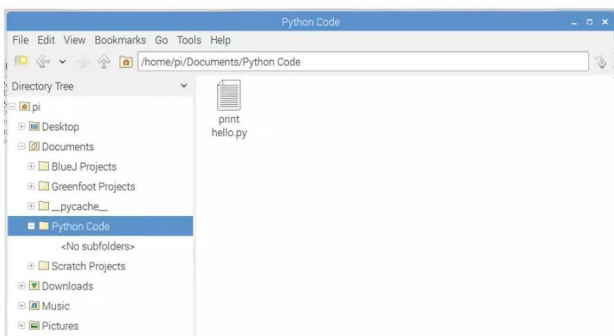 Python Code
File Edit View Bookmarks Go Tools Help
/home/pi/Documents/Python Code
Directory Tree
pi
Desktop
Documents
BlueJ Projects
Greenfoot Projects
__pycache__
Python Code
<No subfolders>
Scratch Projects
Downloads
Music
Pictures
print
hello.py